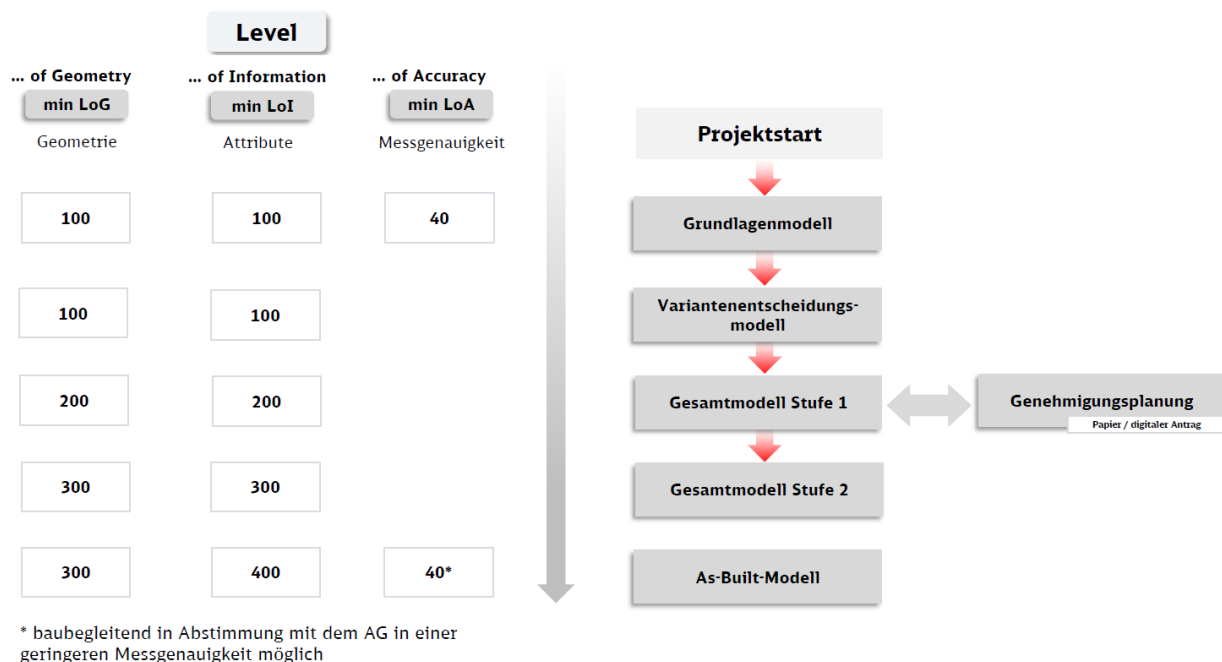 Level
... of Geometry
... of Information
... of Accuracy
min LoG
min LoI
min LoA
Geometrie
Attribute
Messgenauigkeit
Projektstart
100
100
40
Grundlagenmodell
100
100
Variantenentscheidungs-
modell
200
200
Gesamtmodell Stufe 1
Genehmigungsplanung
Papier / digitaler Antrag
300
300
Gesamtmodell Stufe 2
300
400
40*
As-Built-Modell
* baubegleitend in Abstimmung mit dem AG in einer
geringeren Messgenauigkeit möglich